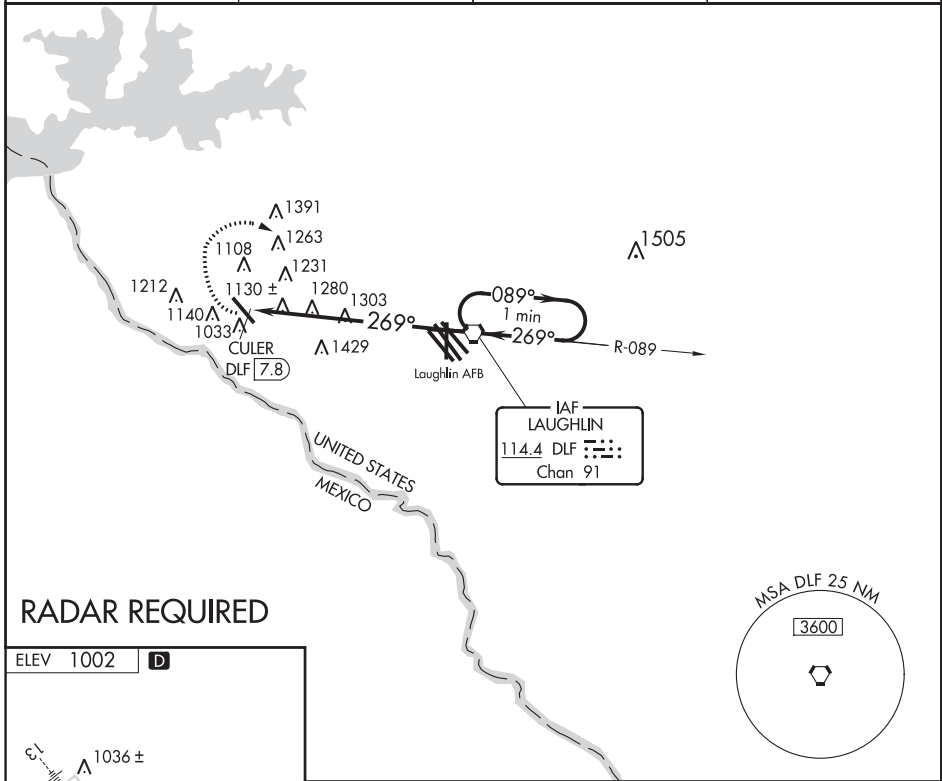 1391
1263
1108
1231
1505
1212
1130 ±
1280
1303
1140
1033
269°
089°
1 min
269°
R-089
CULER
DLF 7.8
1429
Laughlin AFB
IAF
LAUGHLIN
114.4 DLF
Chan 91
UNITED STATES
MEXICO
RADAR REQUIRED
MSA DLF 25 NM
3600
ELEV 1002 D
13
1036 ±